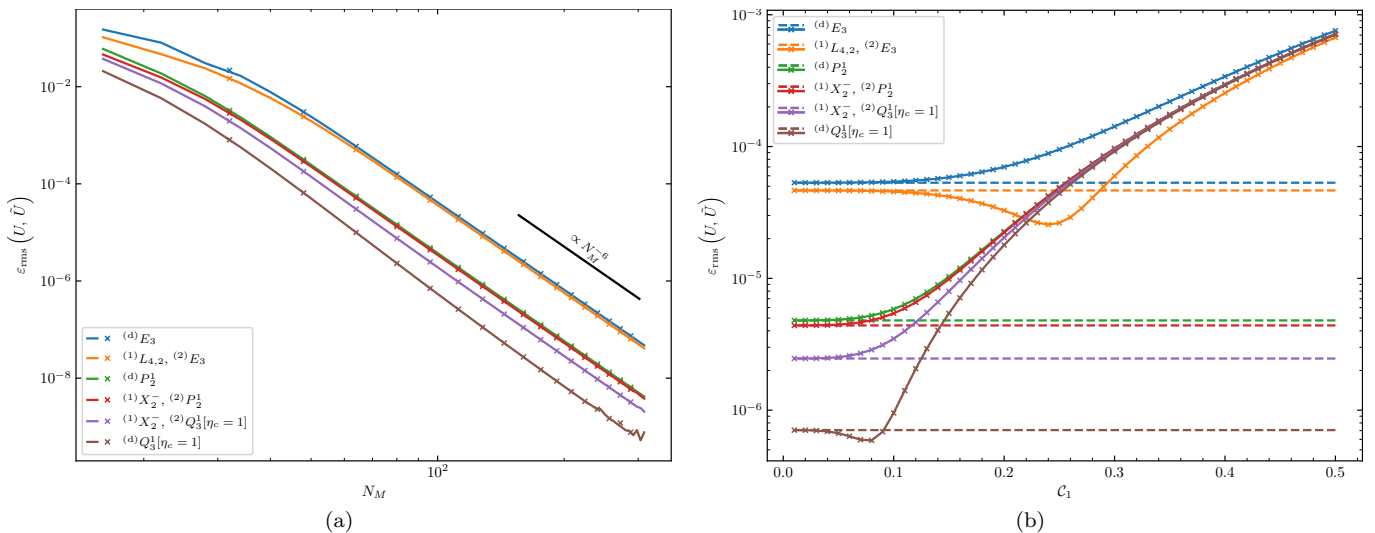 (a)
ε_rms(U, Ũ)
10^{-2}
10^{-4}
10^{-6}
10^{-8}
∝ N_M^{-6}
^{(d)}E_3
^{(1)}L_{4,2}, ^{(2)}E_3
^{(d)}P_2^1
^{(1)}X_2^-, ^{(2)}P_2^1
^{(1)}X_2^-, ^{(2)}Q_3^1[η_c = 1]
^{(d)}Q_3^1[η_c = 1]
10^2
N_M
(a)
(b)
ε_rms(U, Ũ)
10^{-3}
10^{-4}
10^{-5}
10^{-6}
^{(d)}E_3
^{(1)}L_{4,2}, ^{(2)}E_3
^{(d)}P_2^1
^{(1)}X_2^-, ^{(2)}P_2^1
^{(1)}X_2^-, ^{(2)}Q_3^1[η_c = 1]
^{(d)}Q_3^1[η_c = 1]
0.0 0.1 0.2 0.3 0.4 0.5
C_1
(b)